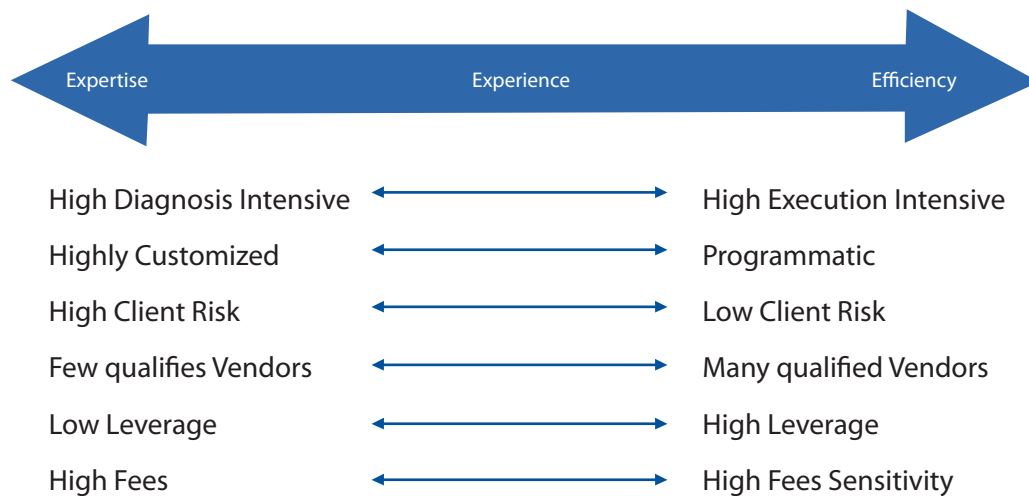 Expertise Experience Efficiency
High Diagnosis Intensive High Execution Intensive
Highly Customized Programmatic
High Client Risk Low Client Risk
Few qualifies Vendors Many qualified Vendors
Low Leverage High Leverage
High Fees High Fees Sensitivity